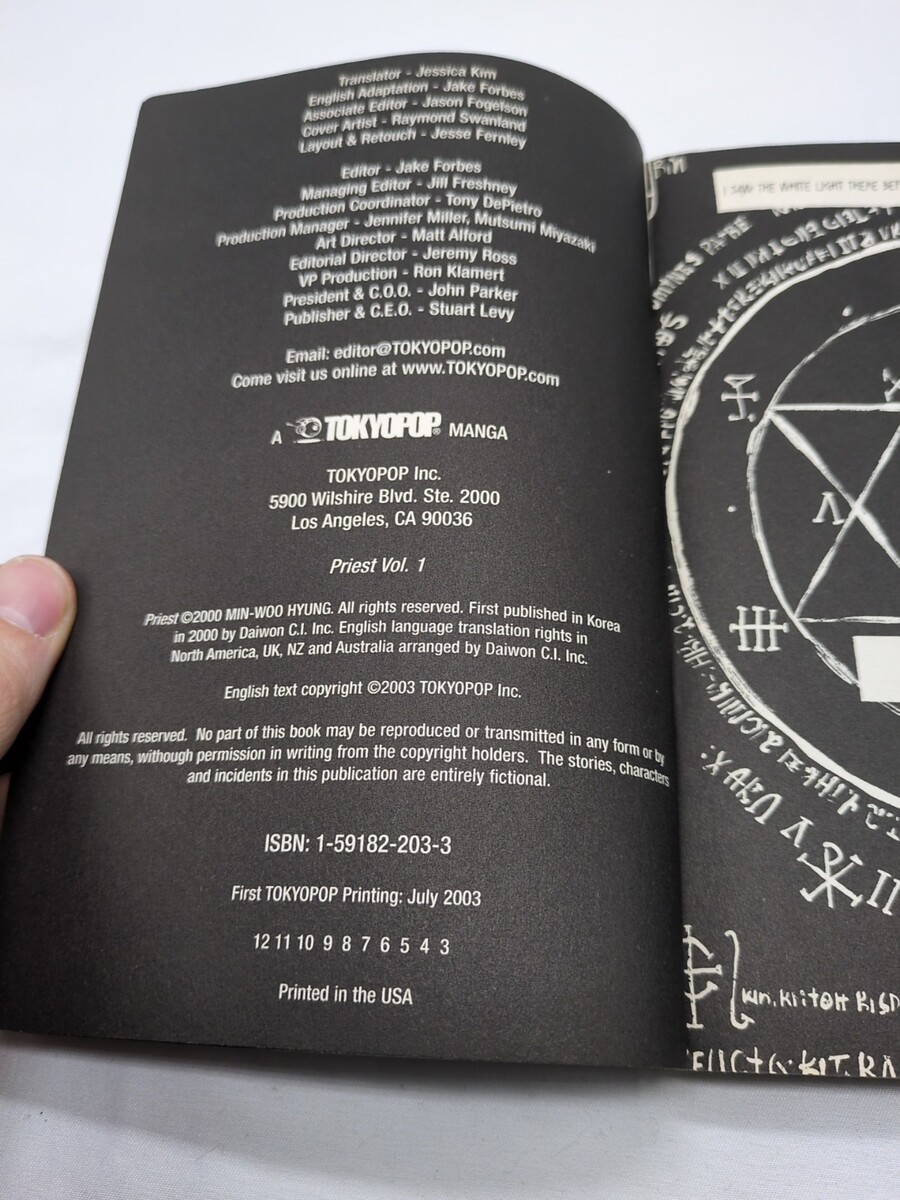 Translator - Jessica Kim
English Adaptation - Jake Forbes
Associate Editor - Jason Fogelson
Cover Artist - Raymond Swanland
Layout & Retouch - Jesse Fernley
Editor - Jake Forbes
Managing Editor - Jill Freshney
Production Coordinator - Tony DePietro
Production Manager - Jennifer Miller, Mutsumi Miyazaki
Art Director - Matt Alford
Editorial Director - Jeremy Ross
VP Production - Ron Klamert
President & C.O.O. - John Parker
Publisher & C.E.O. - Stuart Levy
Email: editor@TOKYOPOP.com
Come visit us online at www.TOKYOPOP.com
A TOKYOPOP® MANGA
TOKYOPOP Inc.
5900 Wilshire Blvd. Ste. 2000
Los Angeles, CA 90036
Priest Vol. 1
Priest ©2000 MIN-WOO HYUNG. All rights reserved. First published in Korea
in 2000 by Daiwon C.I. Inc. English language translation rights in
North America, UK, NZ and Australia arranged by Daiwon C.I. Inc.
English text copyright ©2003 TOKYOPOP Inc.
All rights reserved. No part of this book may be reproduced or transmitted in any form or by
any means, withough permission in writing from the copyright holders. The stories, characters
and incidents in this publication are entirely fictional.
ISBN: 1-59182-203-3
First TOKYOPOP Printing: July 2003
12 11 10 9 8 7 6 5 4 3
Printed in the USA
I SAW THE WHITE LIGHT THERE